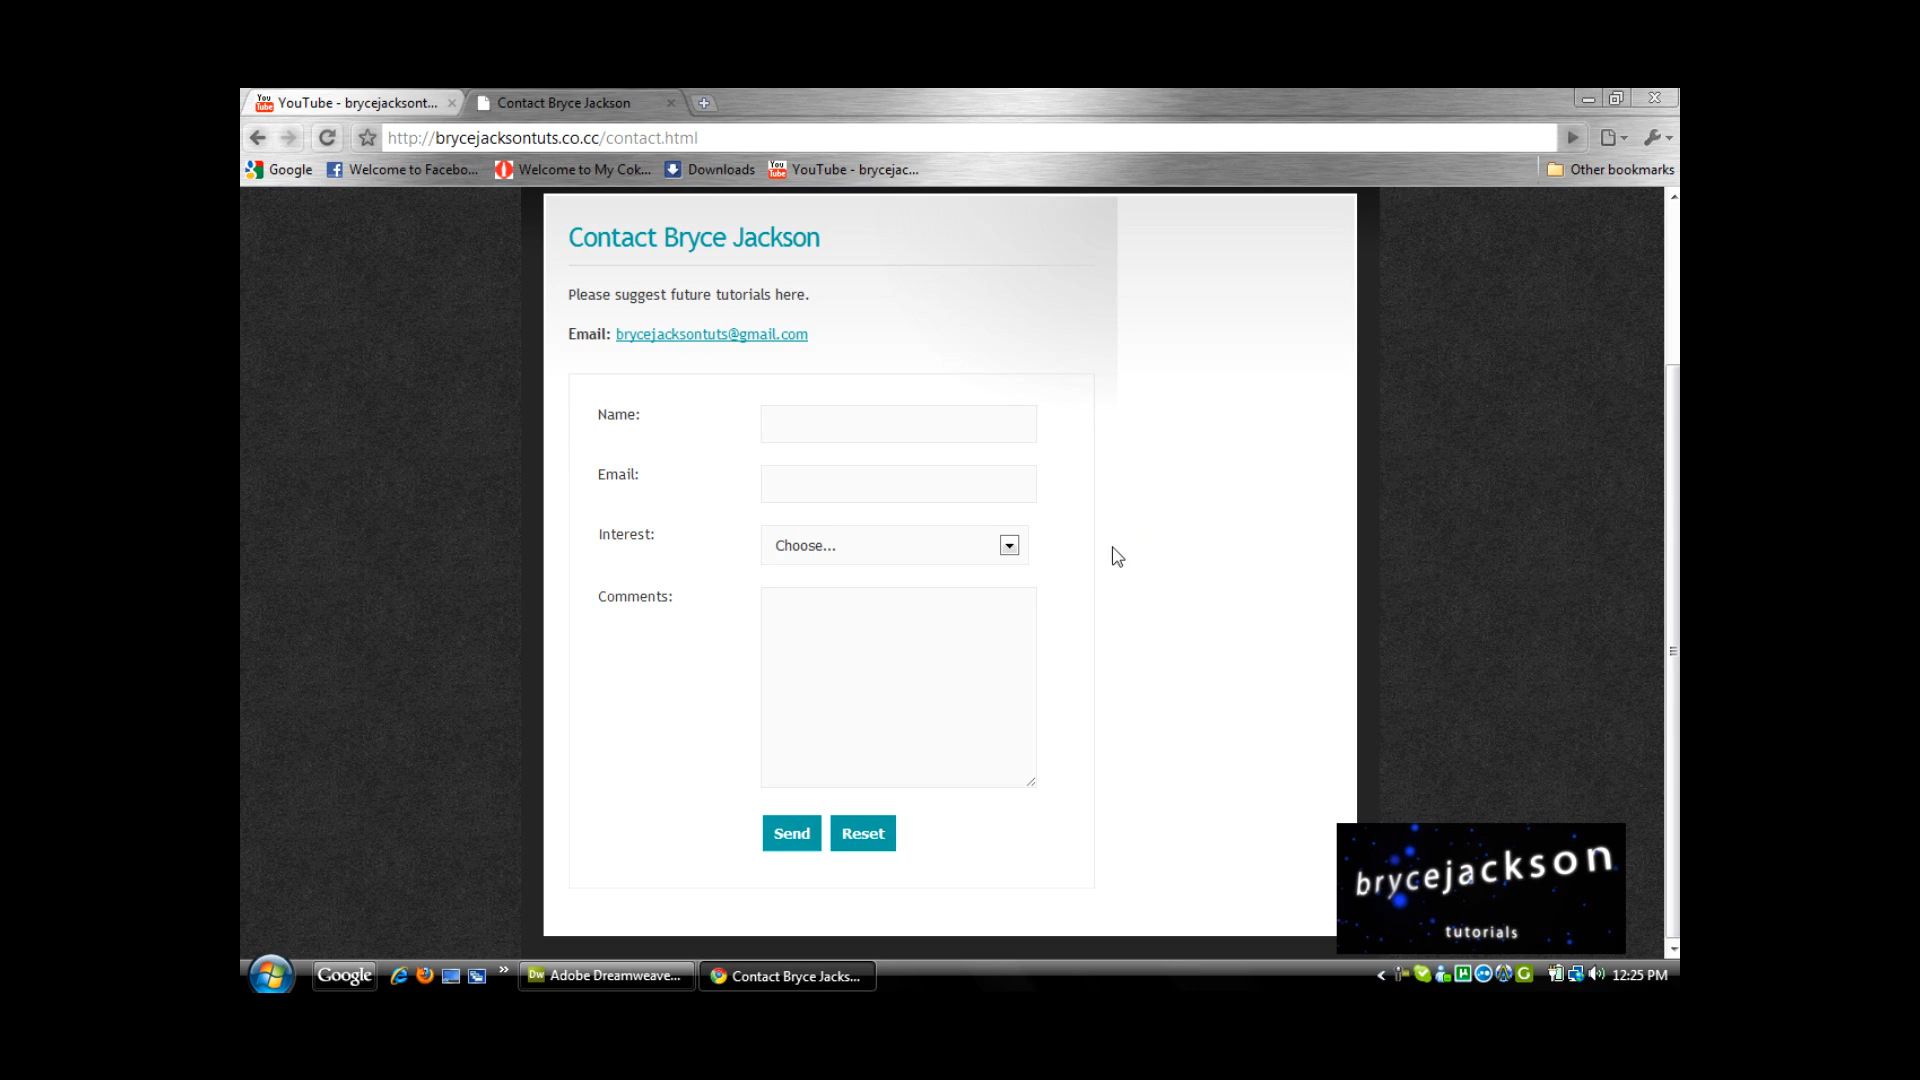 YouTube - brycejacksont...
Contact Bryce Jackson
http://brycejacksontuts.co.cc/contact.html
Google
Welcome to Facebo...
Welcome to My Cok...
Downloads
YouTube - brycejac...
Other bookmarks
Contact Bryce Jackson
Please suggest future tutorials here.
Email: brycejacksontuts@gmail.com
Name:
Email:
Interest:
Choose...
Comments:
Send
Reset
brycejackson
tutorials
Google
Adobe Dreamweave...
Contact Bryce Jacks...
12:25 PM